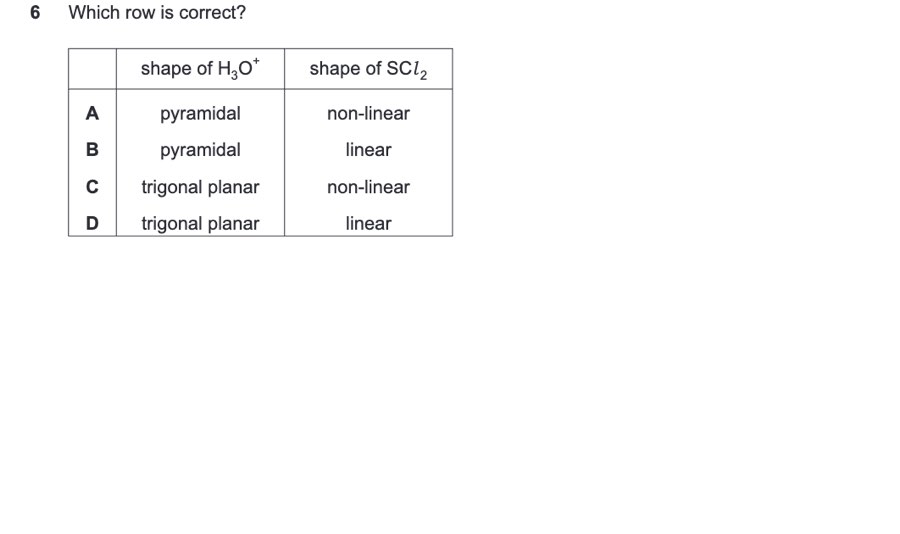 6 Which row is correct?
shape of H₃O⁺ shape of SCl₂
A pyramidal non-linear
B pyramidal linear
C trigonal planar non-linear
D trigonal planar linear